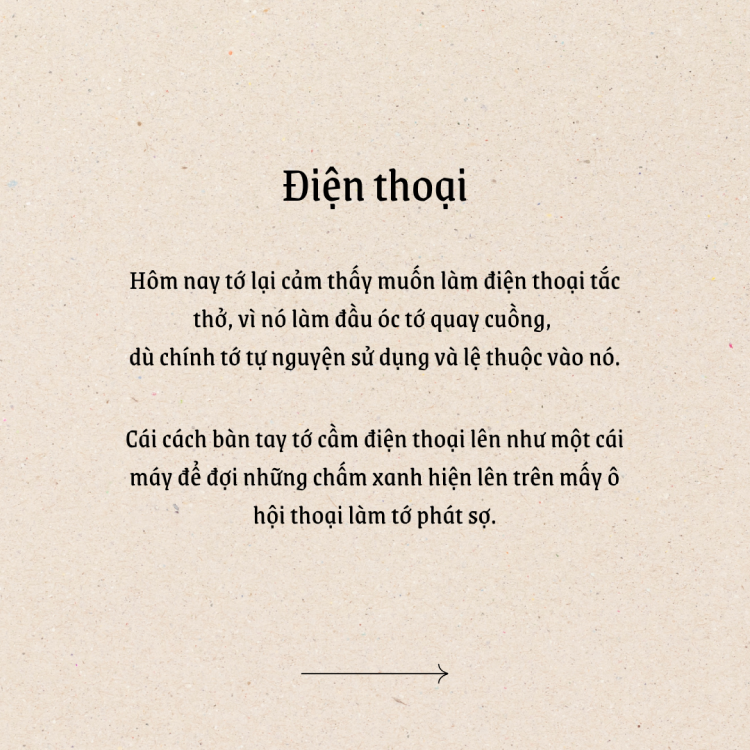 Điện thoại
Hôm nay tớ lại cảm thấy muốn làm điện thoại tắc
thở, vì nó làm đầu óc tớ quay cuồng,
dù chính tớ tự nguyện sử dụng và lệ thuộc vào nó.
Cái cách bàn tay tớ cầm điện thoại lên như một cái
máy để đợi những chấm xanh hiện lên trên mấy ô
hội thoại làm tớ phát sợ.